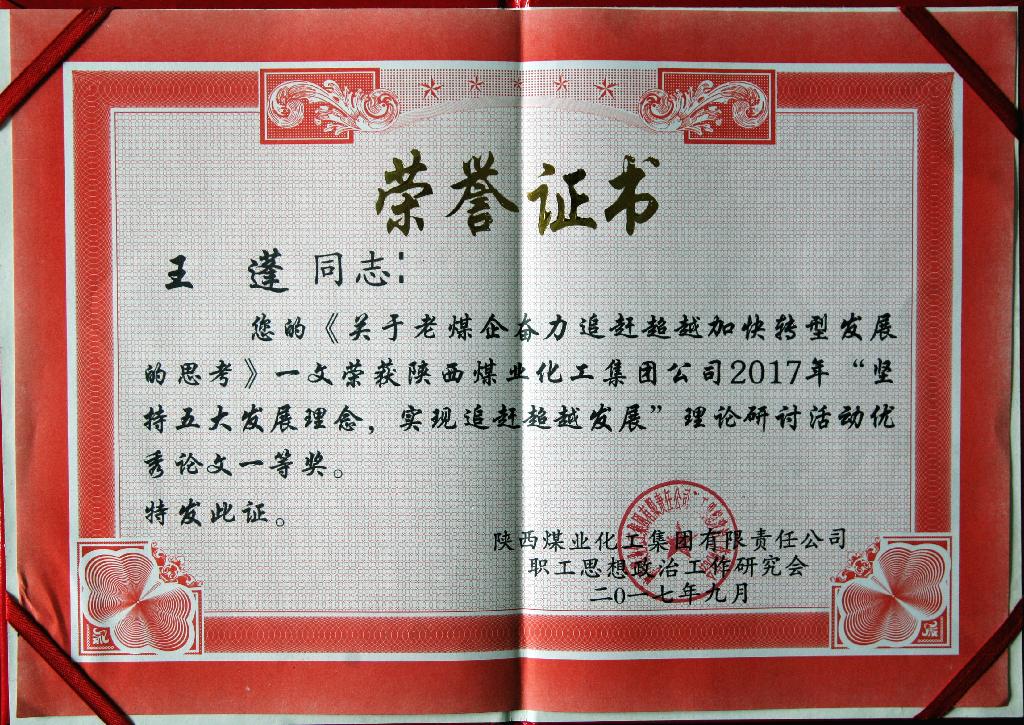 荣誉证书
王 蓬 同志：
您的《关于老煤企奋力追赶超越加快转型发展
的思考》一文荣获陕西煤业化工集团公司2017年“坚
持五大发展理念，实现追赶超越发展”理论研讨活动优
秀论文一等奖。
特发此证。
陕西煤业化工集团有限责任公司
职工思想政治工作研究会
二0一七年九月